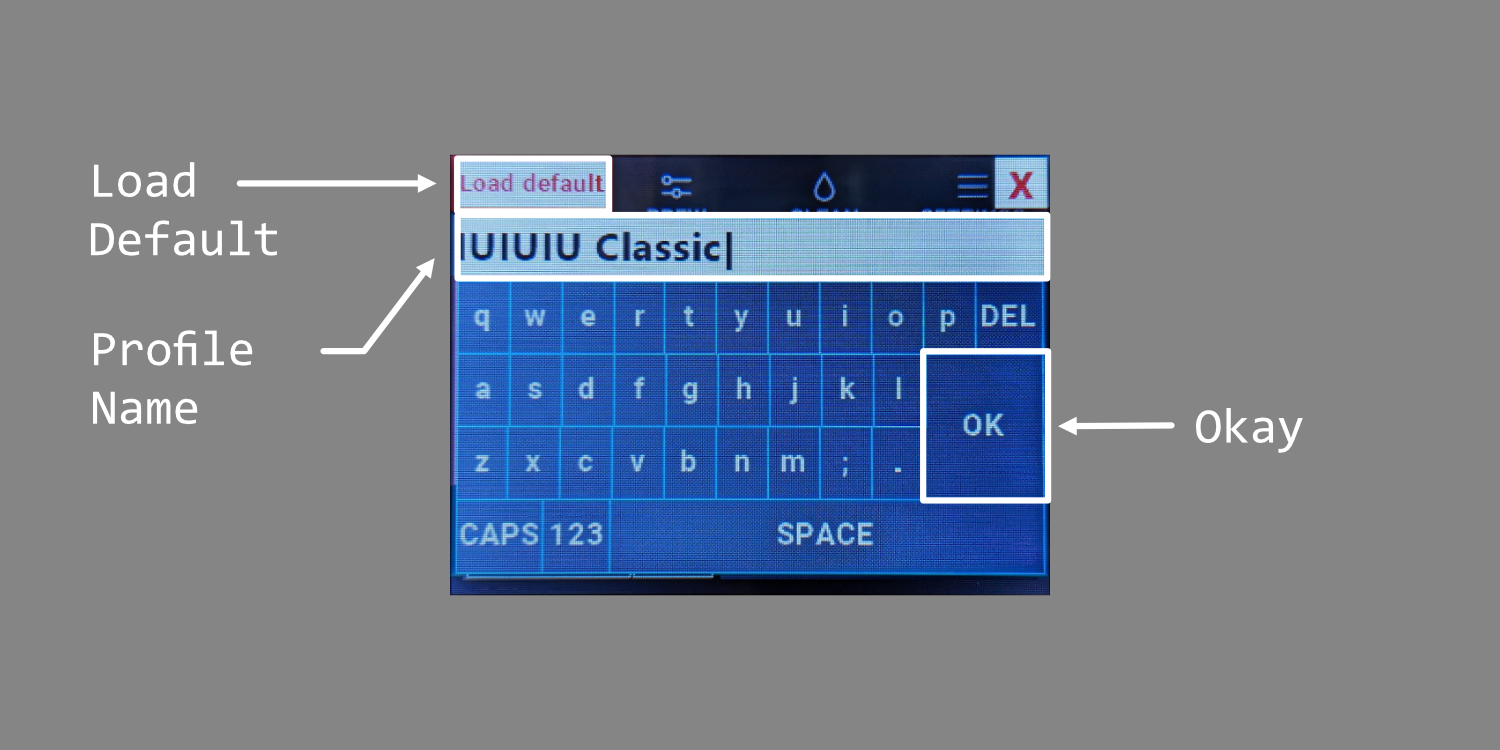 Load
Default
Profile
Name
Load default
X
IUIUIU Classic
q w e r t y u i o p DEL
a s d f g h j k l
OK
z x c v b n m ; .
CAPS 123 SPACE
Okay